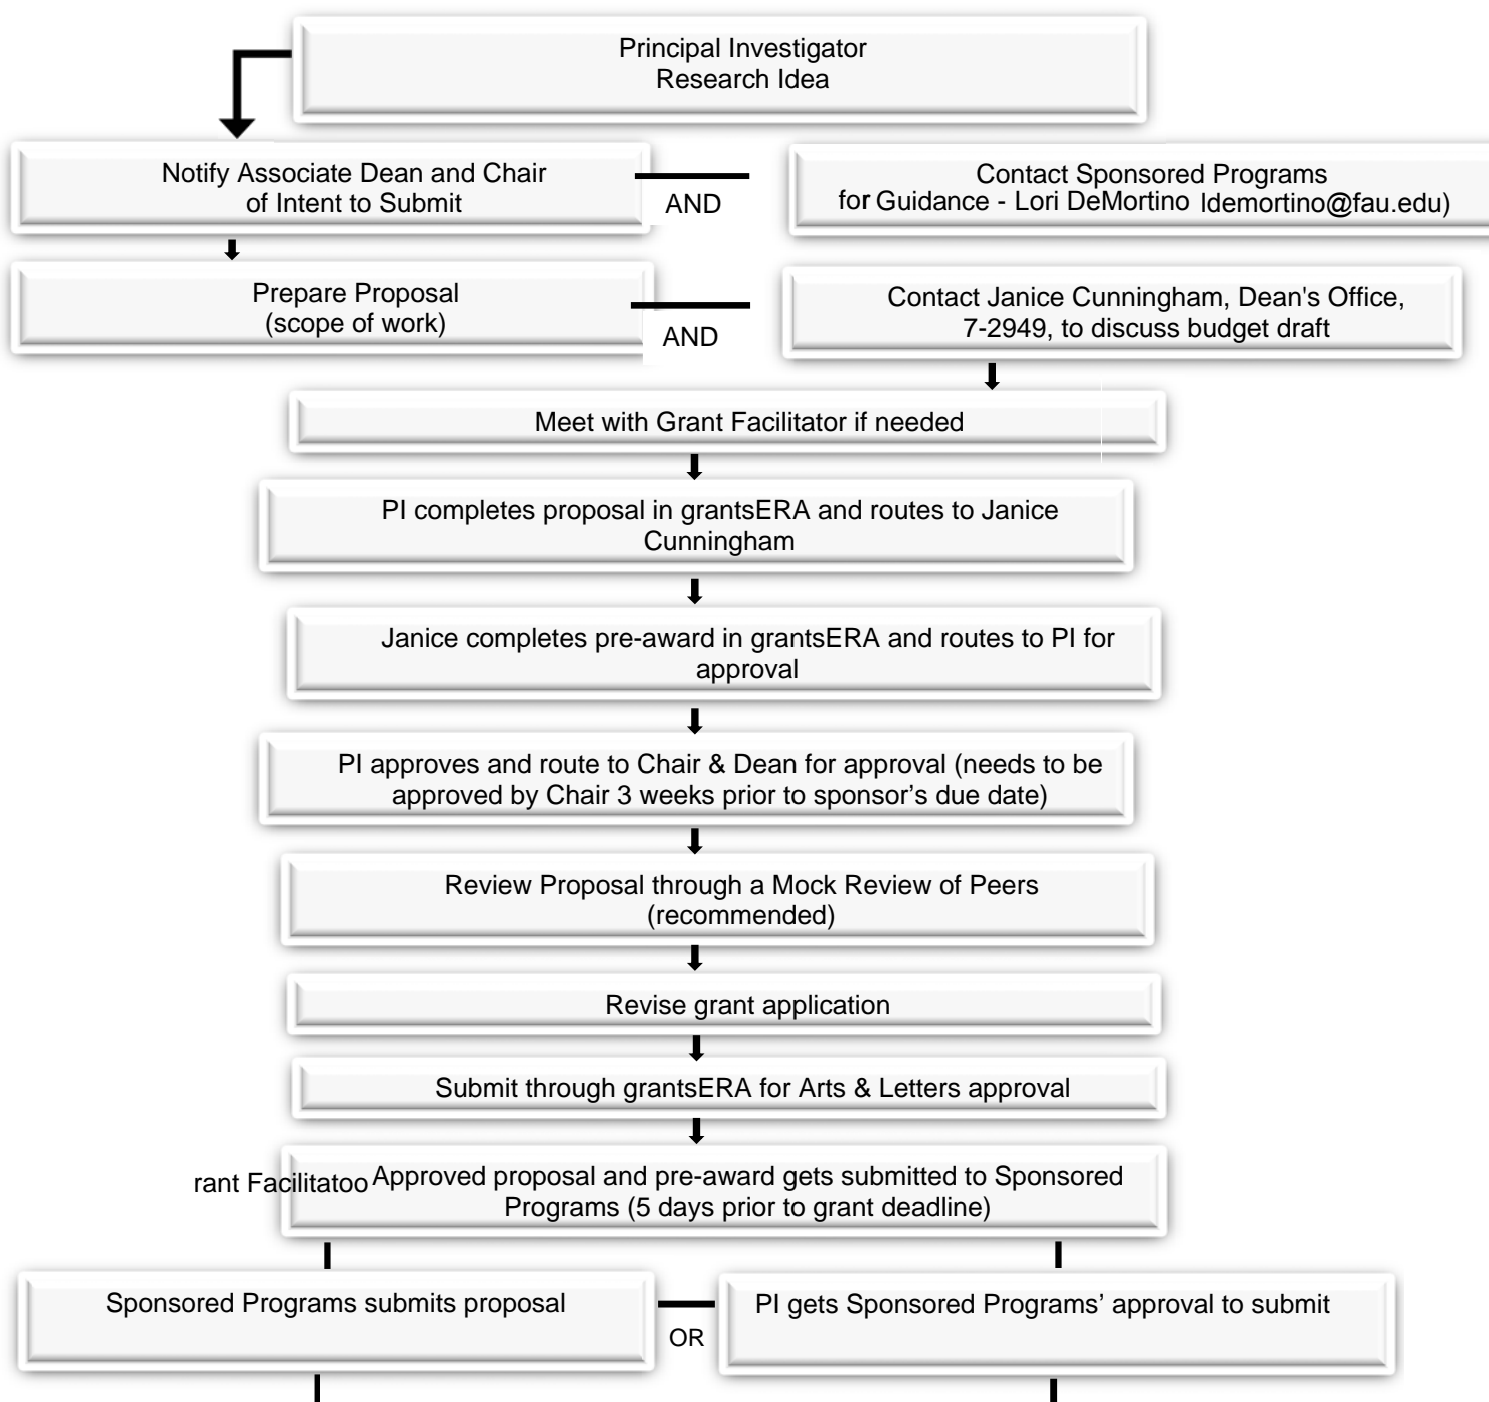 Principal Investigator
Research Idea
Notify Associate Dean and Chair
of Intent to Submit
AND
Contact Sponsored Programs
for Guidance - Lori DeMortino ldemortino@fau.edu)
Prepare Proposal
(scope of work)
AND
Contact Janice Cunningham, Dean's Office,
7-2949, to discuss budget draft
Meet with Grant Facilitator if needed
PI completes proposal in grantsERA and routes to Janice
Cunningham
Janice completes pre-award in grantsERA and routes to PI for
approval
PI approves and route to Chair & Dean for approval (needs to be
approved by Chair 3 weeks prior to sponsor’s due date)
Review Proposal through a Mock Review of Peers
(recommended)
Revise grant application
Submit through grantsERA for Arts & Letters approval
rant Facilitatoo
Approved proposal and pre-award gets submitted to Sponsored
Programs (5 days prior to grant deadline)
Sponsored Programs submits proposal
OR
PI gets Sponsored Programs’ approval to submit